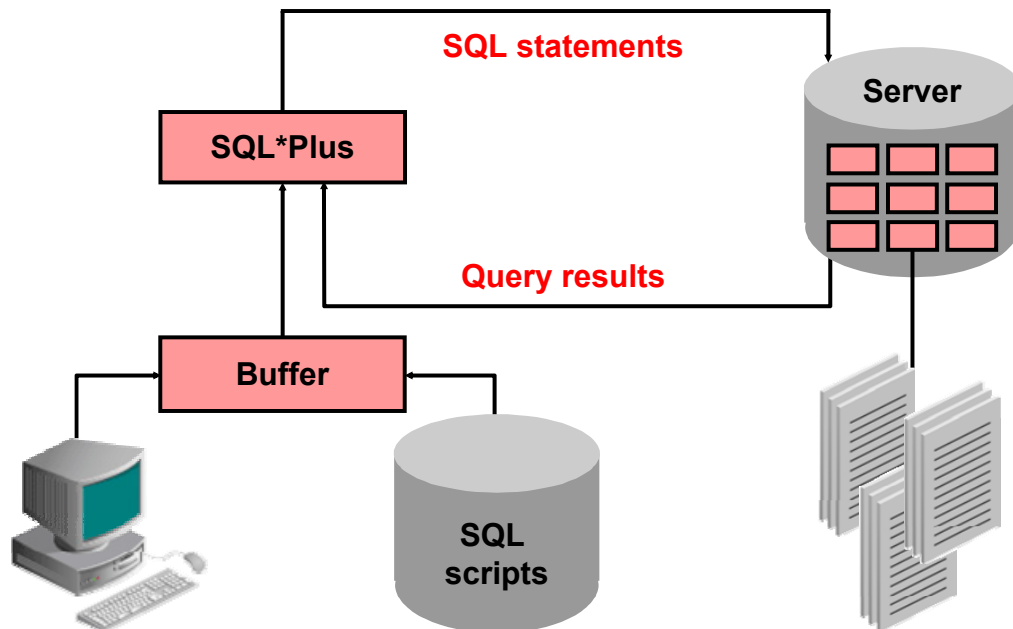 SQL statements
Server
SQL*Plus
Query results
Buffer
SQL
scripts